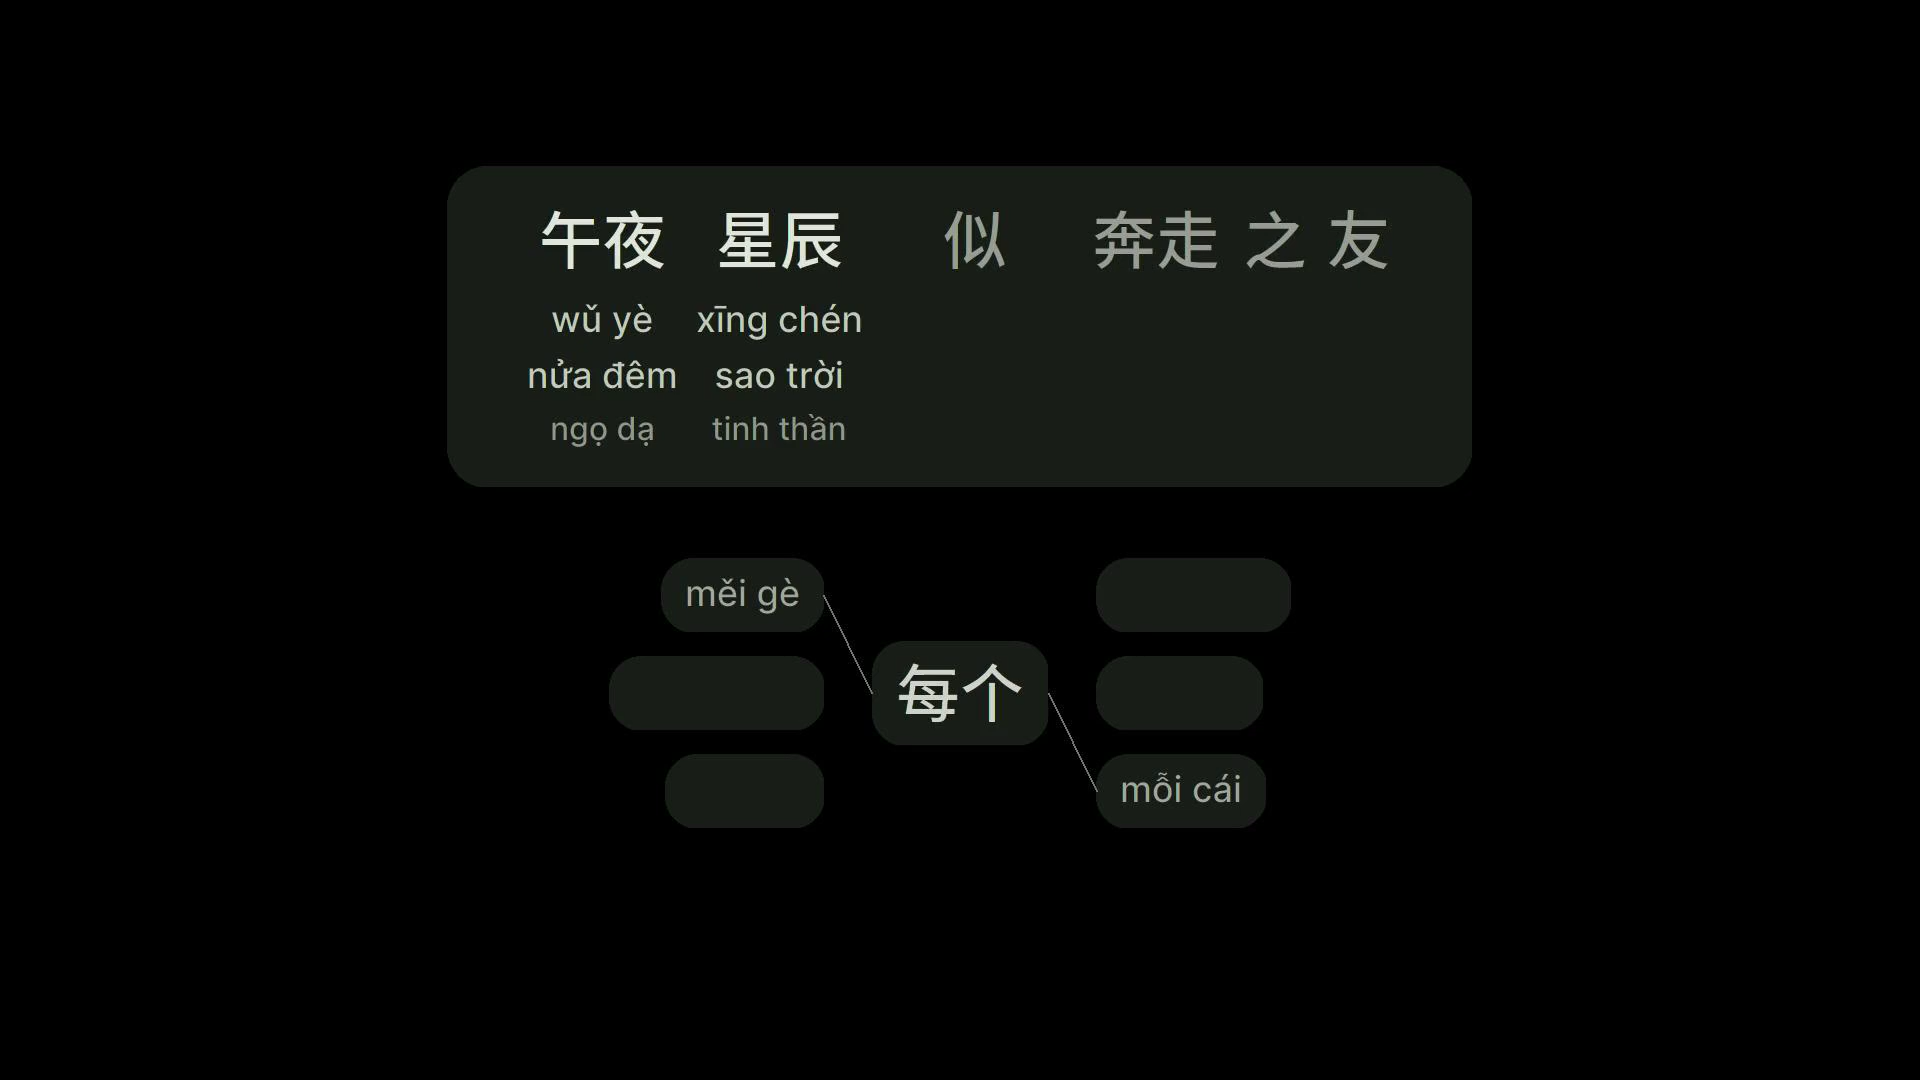 午夜 星辰 似 奔走 之 友
wǔ yè xīng chén
nửa đêm sao trời
ngọ dạ tinh thần
měi gè
每个
mỗi cái